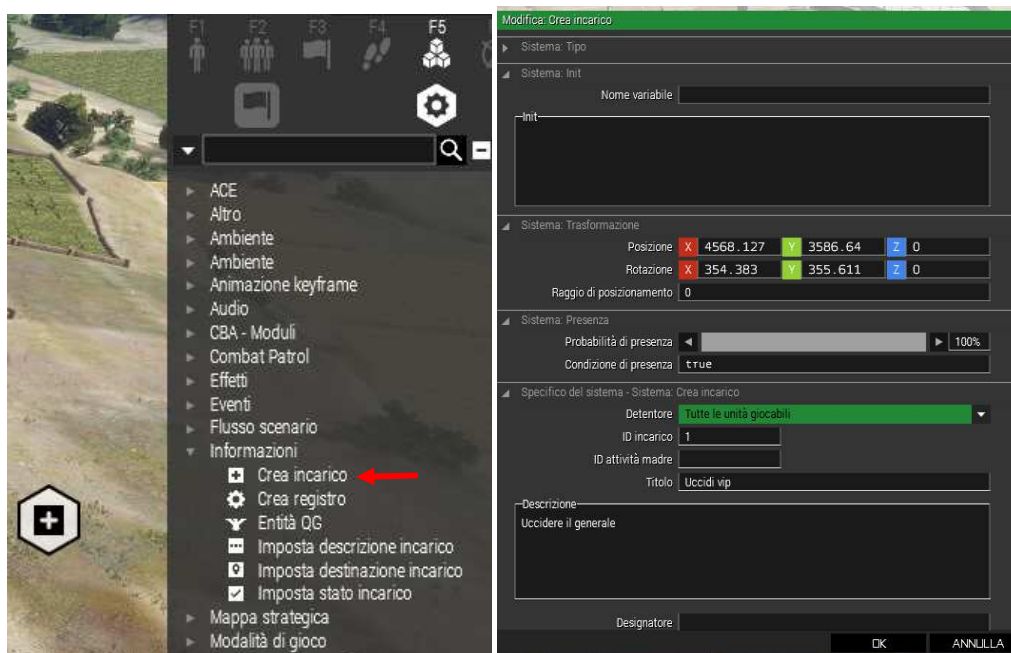 F1 F2 F3 F4 F5
ACE
Altro
Ambiente
Ambiente
Animazione keyframe
Audio
CBA - Moduli
Combat Patrol
Effetti
Eventi
Flusso scenario
Informazioni
Crea incarico
Crea registro
Entità QG
Imposta descrizione incarico
Imposta destinazione incarico
Imposta stato incarico
Mappa strategica
Modalità di gioco
Modifica: Crea incarico
Sistema: Tipo
Sistema: Init
Nome variabile
Init
Sistema: Trasformazione
Posizione X 4568.127 Y 3586.64 Z 0
Rotazione X 354.383 Y 355.611 Z 0
Raggio di posizionamento 0
Sistema: Presenza
Probabilità di presenza 100%
Condizione di presenza true
Specifico del sistema - Sistema: Crea incarico
Detentore Tutte le unità giocabili
ID incarico 1
ID attività madre
Titolo Uccidi vip
Descrizione
Uccidere il generale
Designatore
OK ANNULLA